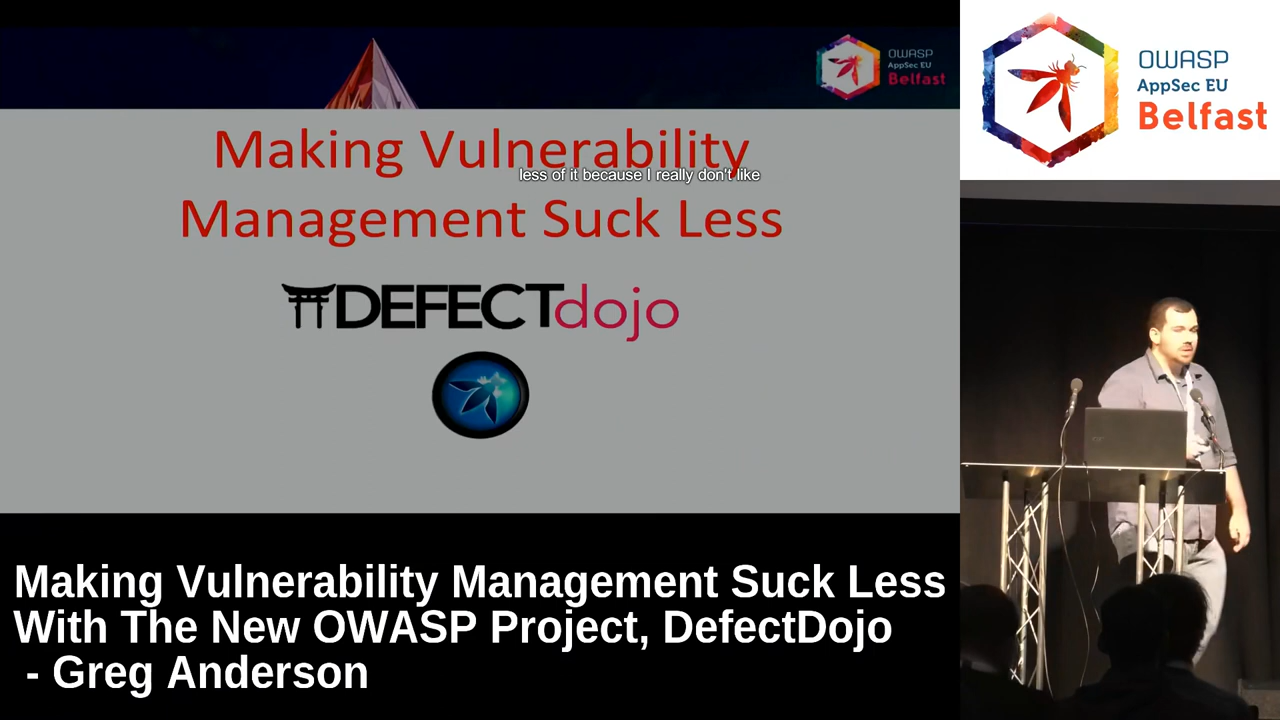 OWASP
AppSec EU
Belfast
OWASP
AppSec EU
Belfast
Making Vulnerability
less of it because I really don't like
Management Suck Less
DEFECTdojo
Making Vulnerability Management Suck Less
With The New OWASP Project, DefectDojo
- Greg Anderson